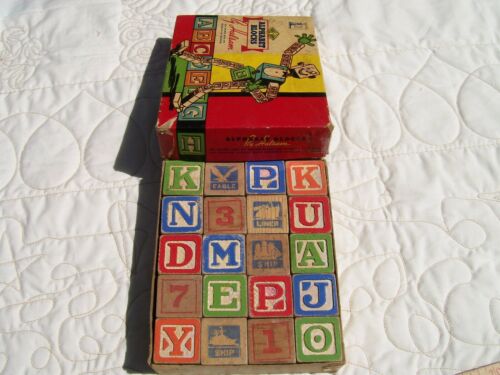 ALPHABET
BLOCKS
By Halsam
A B C D E F G
H
ALPHABET BLOCKS
By Halsam
K EAGLE P K
N 3 LINER U
D M SHIP A
7 E P J
Y SHIP 1 O